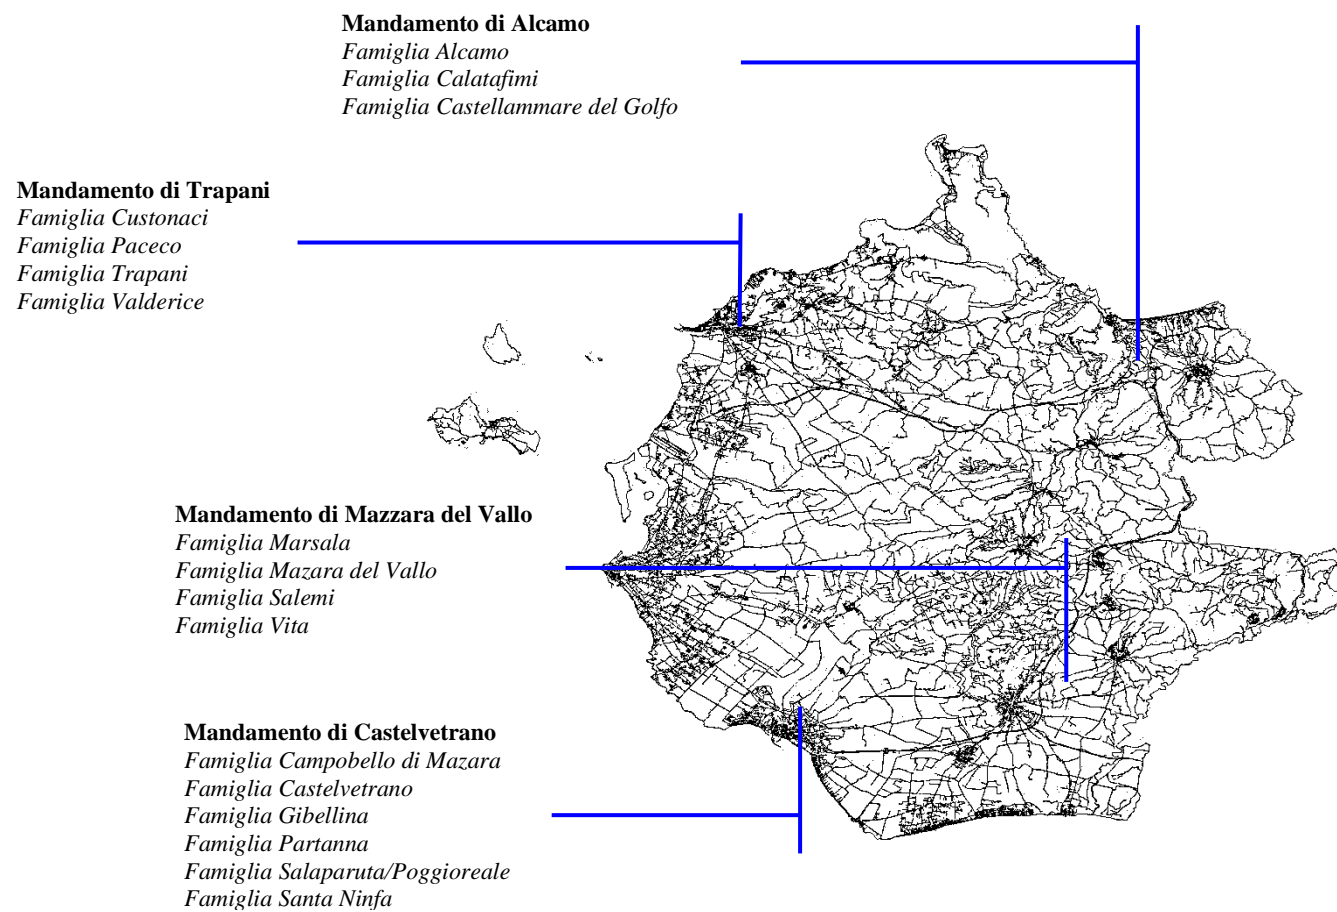 Mandamento di Alcamo
Famiglia Alcamo
Famiglia Calatafimi
Famiglia Castellammare del Golfo
Mandamento di Trapani
Famiglia Custonaci
Famiglia Paceco
Famiglia Trapani
Famiglia Valderice
Mandamento di Mazzara del Vallo
Famiglia Marsala
Famiglia Mazara del Vallo
Famiglia Salemi
Famiglia Vita
Mandamento di Castelvetrano
Famiglia Campobello di Mazara
Famiglia Castelvetrano
Famiglia Gibellina
Famiglia Partanna
Famiglia Salaparuta/Poggioreale
Famiglia Santa Ninfa